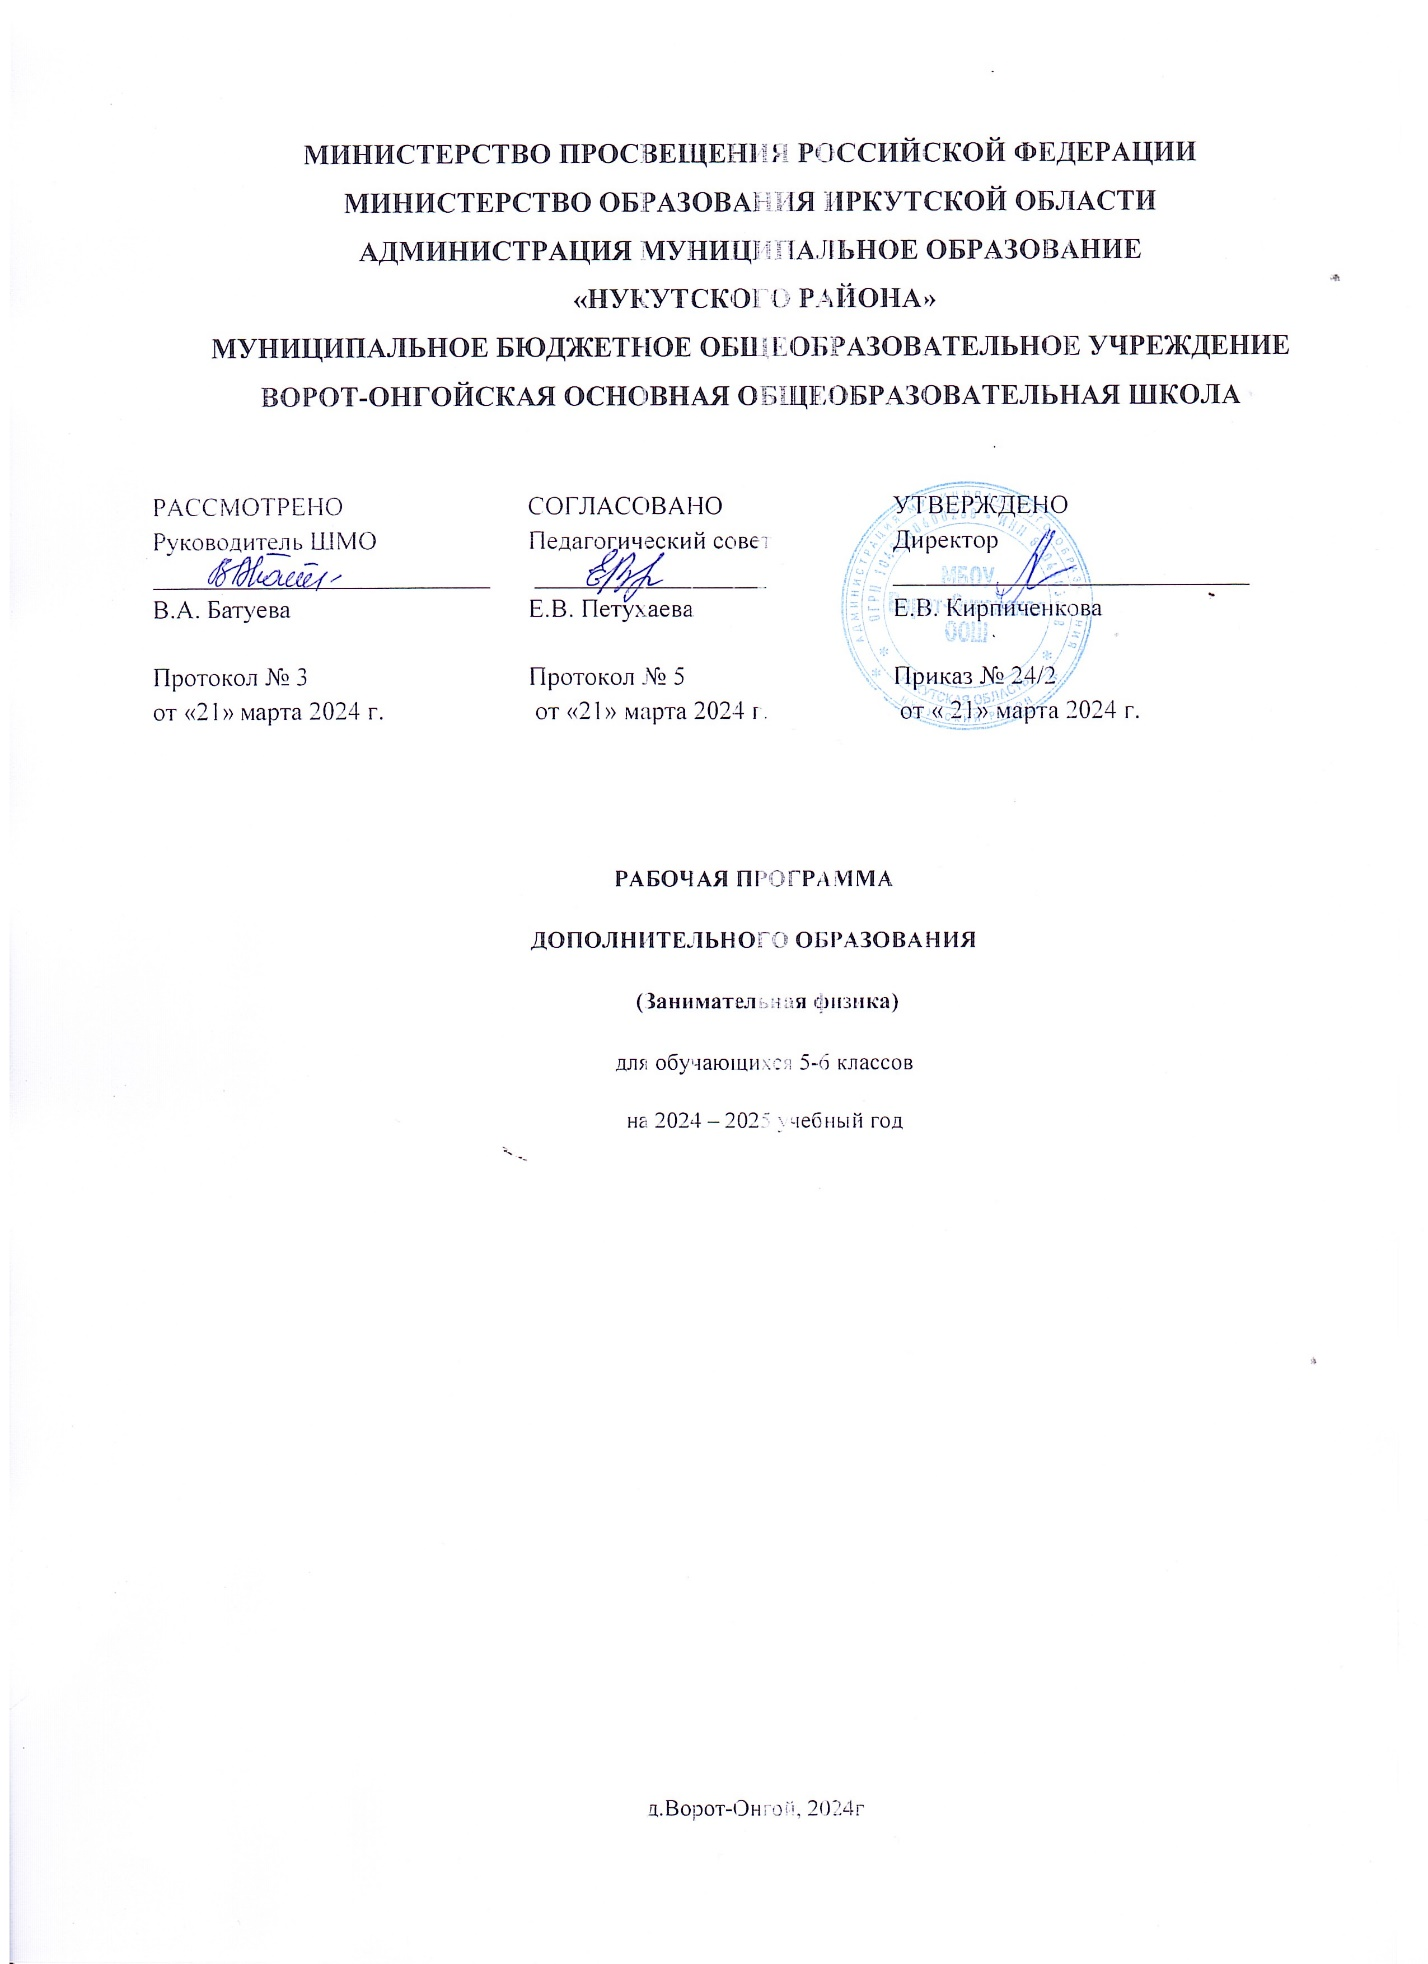 МИНИСТЕРСТВО ПРОСВЕЩЕНИЯ РОССИЙСКОЙ ФЕДЕРАЦИИ
МИНИСТЕРСТВО ОБРАЗОВАНИЯ ИРКУТСКОЙ ОБЛАСТИ
АДМИНИСТРАЦИЯ МУНИЦИПАЛЬНОЕ ОБРАЗОВАНИЕ
«НУКУТСКОГО РАЙОНА»
МУНИЦИПАЛЬНОЕ БЮДЖЕТНОЕ ОБЩЕОБРАЗОВАТЕЛЬНОЕ УЧРЕЖДЕНИЕ
ВОРОТ-ОНГОЙСКАЯ ОСНОВНАЯ ОБЩЕОБРАЗОВАТЕЛЬНАЯ ШКОЛА
РАССМОТРЕНО
Руководитель ШМО
В.А. Батуева
Протокол № 3
от «21» марта 2024 г.
СОГЛАСОВАНО
Педагогический совет
Е.В. Петухаева
Протокол № 5
от «21» марта 2024 г.
УТВЕРЖДЕНО
Директор
Е.В. Кирпиченкова
Приказ № 24/2
от « 21» марта 2024 г.
МБОУ
ООШ
РАБОЧАЯ ПРОГРАММА
ДОПОЛНИТЕЛЬНОГО ОБРАЗОВАНИЯ
(Занимательная физика)
для обучающихся 5-6 классов
на 2024 – 2025 учебный год
д.Ворот-Онгой, 2024г